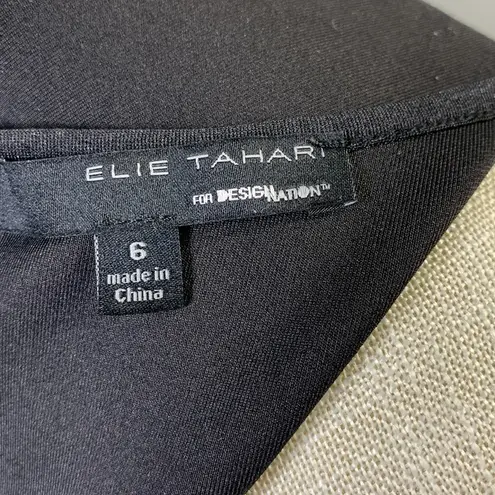 ELIE TAHARI
FOR DESIGNATION™
6
made in
China